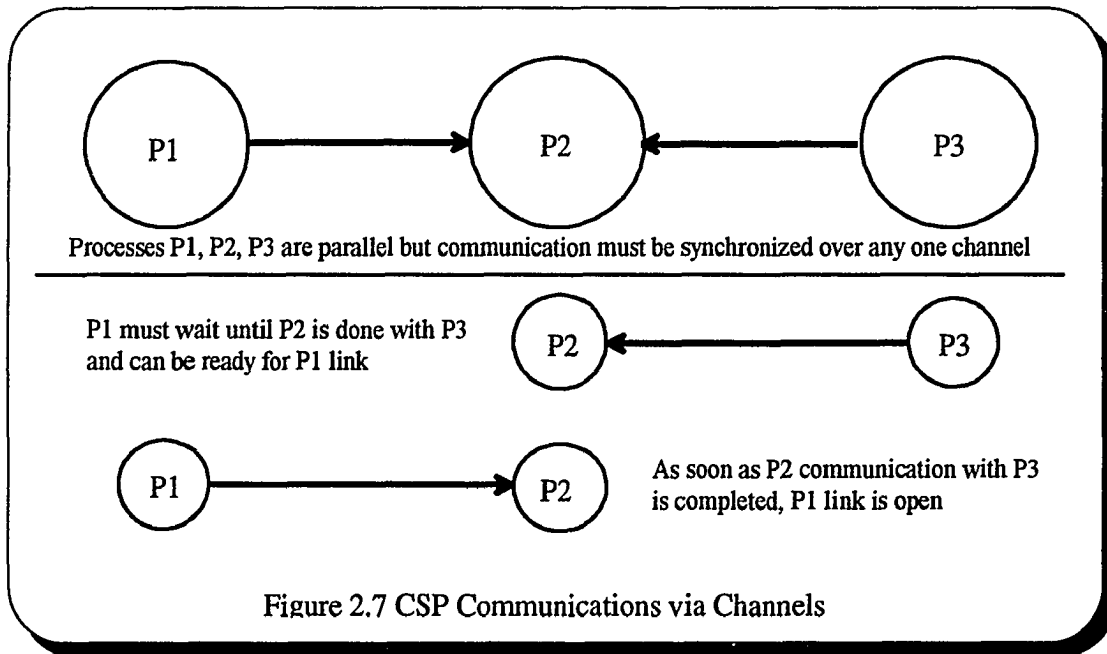 P1
P2
P3
Processes P1, P2, P3 are parallel but communication must be synchronized over any one channel
P1 must wait until P2 is done with P3
and can be ready for P1 link
P2
P3
P1
P2
As soon as P2 communication with P3
is completed, P1 link is open
Figure 2.7 CSP Communications via Channels